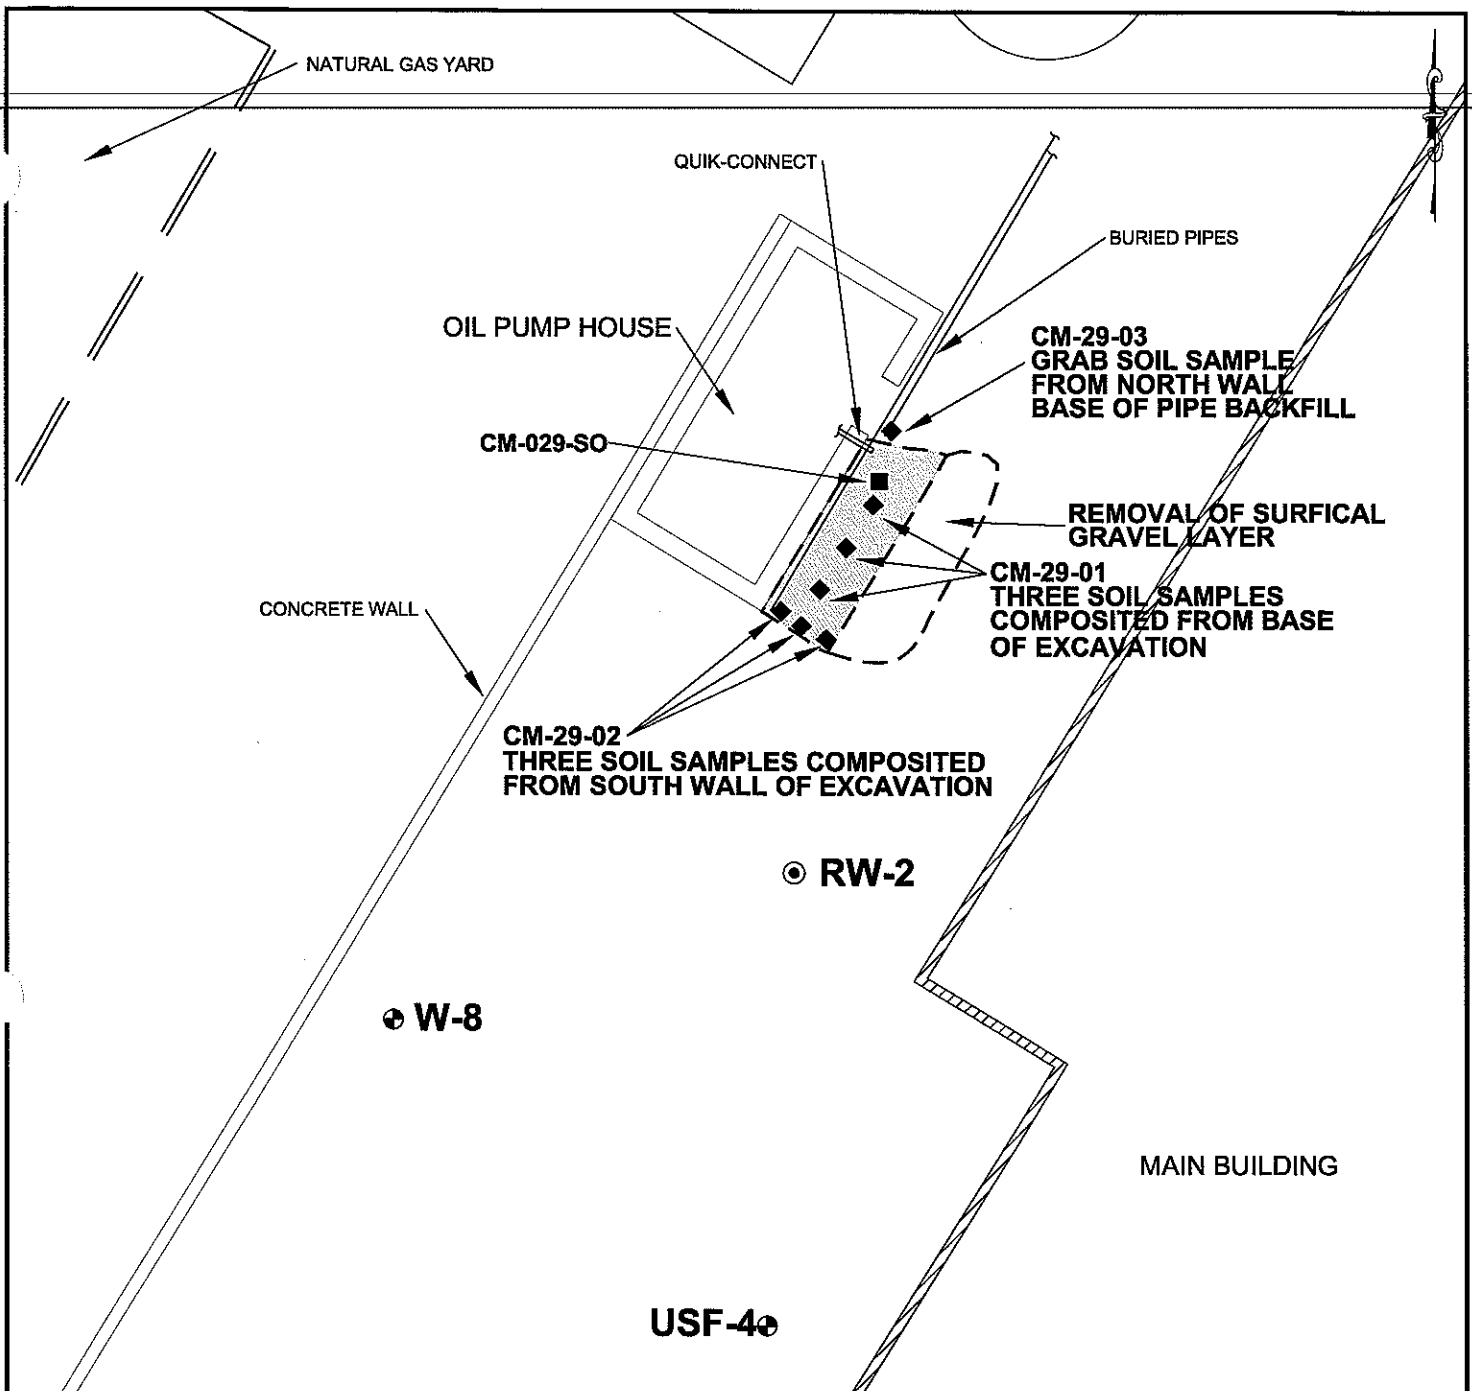 NATURAL GAS YARD
QUIK-CONNECT
BURIED PIPES
OIL PUMP HOUSE
CM-29-03
GRAB SOIL SAMPLE
FROM NORTH WALL
BASE OF PIPE BACKFILL
CM-029-SO
REMOVAL OF SURFICAL
GRAVEL LAYER
CM-29-01
THREE SOIL SAMPLES
COMPOSITED FROM BASE
OF EXCAVATION
CONCRETE WALL
CM-29-02
THREE SOIL SAMPLES COMPOSITED
FROM SOUTH WALL OF EXCAVATION
RW-2
W-8
MAIN BUILDING
USF-4